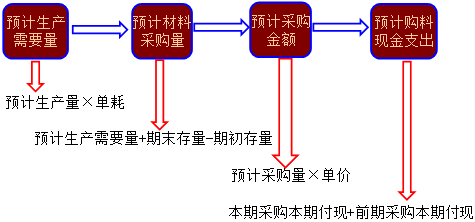 预计生产
需要量
预计材料
采购量
预计采购
金额
预计购料
现金支出
预计生产量×单耗
预计生产需要量+期末存量-期初存量
预计采购量×单价
本期采购本期付现+前期采购本期付现